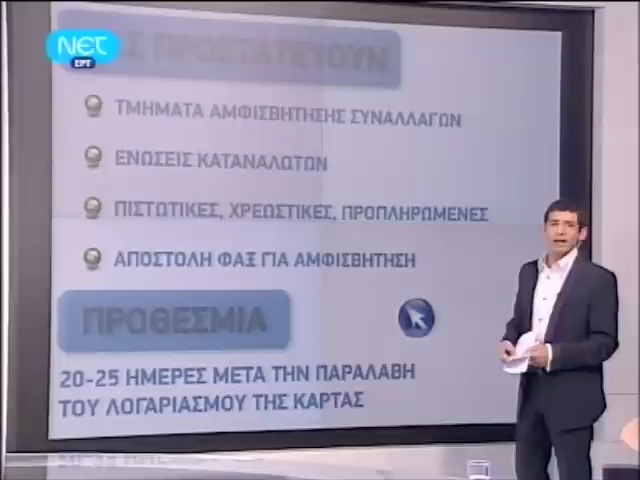 NET
ΕΡΤ
ΠΡΟΣΤΑΤΕΥΟΥΝ
ΤΜΗΜΑΤΑ ΑΜΦΙΣΒΗΤΗΣΗΣ ΣΥΝΑΛΛΑΓΩΝ
ΕΝΩΣΕΙΣ ΚΑΤΑΝΑΛΩΤΩΝ
ΠΙΣΤΩΤΙΚΕΣ, ΧΡΕΩΣΤΙΚΕΣ, ΠΡΟΠΛΗΡΩΜΕΝΕΣ
ΑΠΟΣΤΟΛΗ ΦΑΞ ΓΙΑ ΑΜΦΙΣΒΗΤΗΣΗ
ΠΡΟΘΕΣΜΙΑ
20-25 ΗΜΕΡΕΣ ΜΕΤΑ ΤΗΝ ΠΑΡΑΛΑΒΗ
ΤΟΥ ΛΟΓΑΡΙΑΣΜΟΥ ΤΗΣ ΚΑΡΤΑΣ